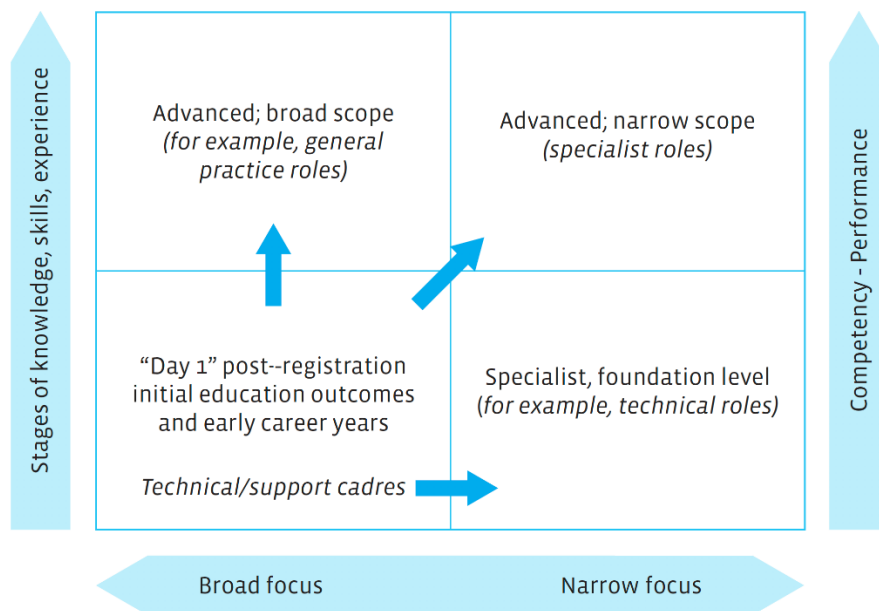 Stages of knowledge, skills, experience
Advanced; broad scope
(for example, general
practice roles)
Advanced; narrow scope
(specialist roles)
“Day 1” post--registration
initial education outcomes
and early career years
Technical/support cadres
Specialist, foundation level
(for example, technical roles)
Competency - Performance
Broad focus
Narrow focus